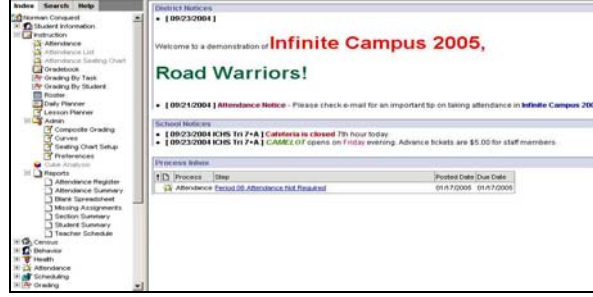 Index Search Help
Norman Conquest
Student Information
Instruction
Attendance
Attendance List
Attendance Seating Chart
Gradebook
Grading By Task
Grading By Student
Roster
Daily Planner
Lesson Planner
Admin
Composite Grading
Curves
Seating Chart Setup
Preferences
Cube Analysis
Reports
Attendance Register
Attendance Summary
Blank Spreadsheet
Missing Assignments
Section Summary
Student Summary
Teacher Schedule
Census
Behavior
Health
Attendance
Scheduling
Grading
District Notices
• [ 09/23/2004 ]
Welcome to a demonstration of Infinite Campus 2005,
Road Warriors!
• [ 09/21/2004 ] Attendance Notice - Please check e-mail for an important tip on taking attendance in Infinite Campus 200
School Notices
• [ 09/23/2004 ICHS Tri 7+A ] Cafeteria is closed 7th hour today.
• [ 09/23/2004 ICHS Tri 7+A ] CAMELOT opens on Friday evening. Advance tickets are $5.00 for staff members.
Process Inbox
! Process Step Posted Date Due Date
Attendance Period 08 Attendance Not Required 01/17/2005 01/17/2005